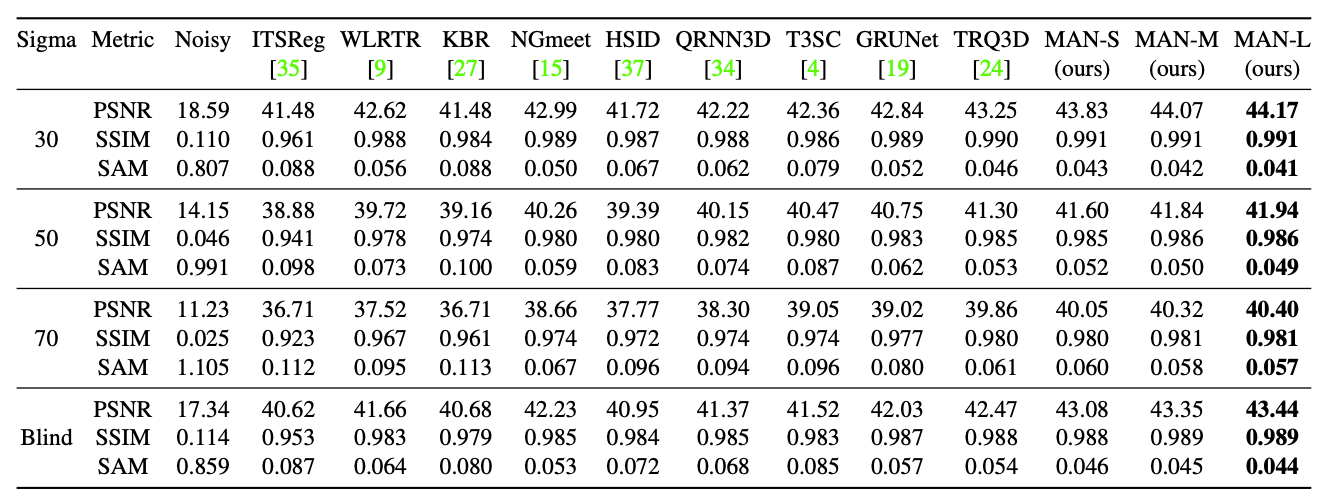 Sigma Metric Noisy ITSReg WLRTR KBR NGmeet HSID QRNN3D T3SC GRUNet TRQ3D MAN-S MAN-M MAN-L
[35] [9] [27] [15] [37] [34] [4] [19] [24] (ours) (ours) (ours)
PSNR 18.59 41.48 42.62 41.48 42.99 41.72 42.22 42.36 42.84 43.25 43.83 44.07 44.17
30 SSIM 0.110 0.961 0.988 0.984 0.989 0.987 0.988 0.986 0.989 0.990 0.991 0.991 0.991
SAM 0.807 0.088 0.056 0.088 0.050 0.067 0.062 0.079 0.052 0.046 0.043 0.042 0.041
PSNR 14.15 38.88 39.72 39.16 40.26 39.39 40.15 40.47 40.75 41.30 41.60 41.84 41.94
50 SSIM 0.046 0.941 0.978 0.974 0.980 0.980 0.982 0.980 0.983 0.985 0.985 0.986 0.986
SAM 0.991 0.098 0.073 0.100 0.059 0.083 0.074 0.087 0.062 0.053 0.052 0.050 0.049
PSNR 11.23 36.71 37.52 36.71 38.66 37.77 38.30 39.05 39.02 39.86 40.05 40.32 40.40
70 SSIM 0.025 0.923 0.967 0.961 0.974 0.972 0.974 0.974 0.977 0.980 0.980 0.981 0.981
SAM 1.105 0.112 0.095 0.113 0.067 0.096 0.094 0.096 0.080 0.061 0.060 0.058 0.057
PSNR 17.34 40.62 41.66 40.68 42.23 40.95 41.37 41.52 42.03 42.47 43.08 43.35 43.44
Blind SSIM 0.114 0.953 0.983 0.979 0.985 0.984 0.985 0.983 0.987 0.988 0.988 0.989 0.989
SAM 0.859 0.087 0.064 0.080 0.053 0.072 0.068 0.085 0.057 0.054 0.046 0.045 0.044